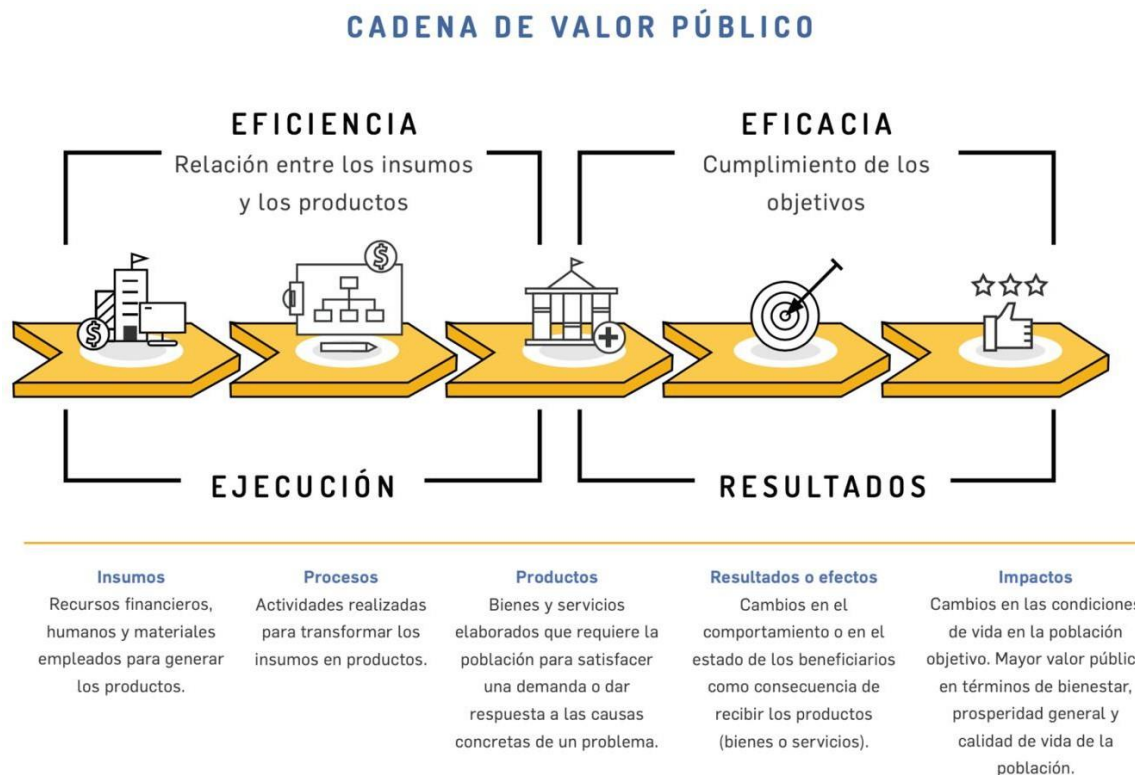 CADENA DE VALOR PÚBLICO
EFICIENCIA
Relación entre los insumos
y los productos
EFICACIA
Cumplimiento de los
objetivos
$
$
EJECUCIÓN
RESULTADOS
Insumos
Recursos financieros,
humanos y materiales
empleados para generar
los productos.
Procesos
Actividades realizadas
para transformar los
insumos en productos.
Productos
Bienes y servicios
elaborados que requiere la
población para satisfacer
una demanda o dar
respuesta a las causas
concretas de un problema.
Resultados o efectos
Cambios en el
comportamiento o en el
estado de los beneficiarios
como consecuencia de
recibir los productos
(bienes o servicios).
Impactos
Cambios en las condiciones
de vida en la población
objetivo. Mayor valor públic
en términos de bienestar,
prosperidad general y
calidad de vida de la
población.